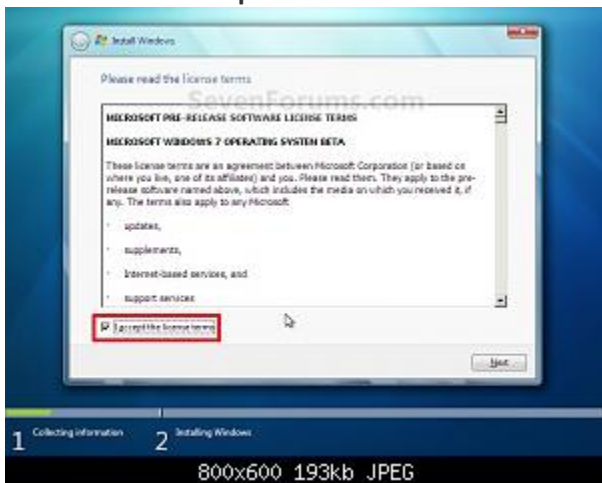 Install Windows
Please read the license terms
SevenForums.com
MICROSOFT PRE-RELEASE SOFTWARE LICENSE TERMS
MICROSOFT WINDOWS 7 OPERATING SYSTEM BETA
These license terms are an agreement between Microsoft Corporation (or based on
where you live, one of its affiliates) and you. Please read them. They apply to the pre-
release software named above, which includes the media on which you received it, if
any. The terms also apply to any Microsoft
· updates,
· supplements,
· Internet-based services, and
· support services
I accept the license terms
Next
1 Collecting information
2 Installing Windows
800x600 193kb JPEG